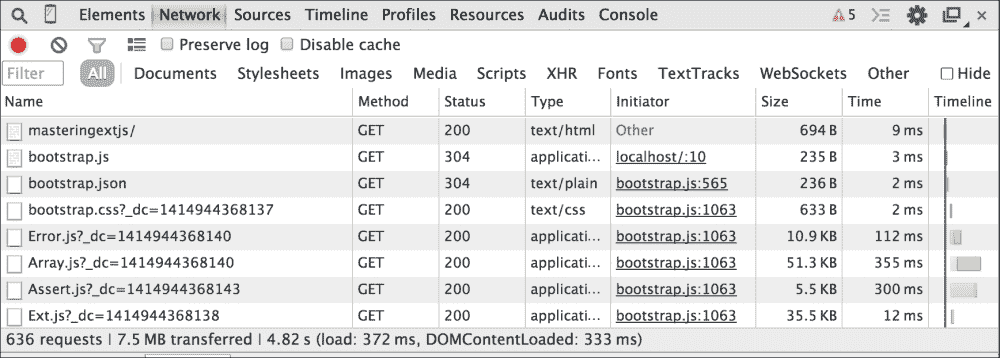 Elements Network Sources Timeline Profiles Resources Audits Console 5
Preserve log Disable cache
Filter All Documents Stylesheets Images Media Scripts XHR Fonts TextTracks WebSockets Other Hide
Name Method Status Type Initiator Size Time Timeline
masteringextjs/ GET 200 text/html Other 694 B 9 ms
bootstrap.js GET 304 applicati... localhost/:10 235 B 3 ms
bootstrap.json GET 304 text/plain bootstrap.js:565 236 B 2 ms
bootstrap.css?_dc=1414944368137 GET 200 text/css bootstrap.js:1063 633 B 2 ms
Error.js?_dc=1414944368140 GET 200 applicati... bootstrap.js:1063 10.9 KB 112 ms
Array.js?_dc=1414944368140 GET 200 applicati... bootstrap.js:1063 51.3 KB 355 ms
Assert.js?_dc=1414944368143 GET 200 applicati... bootstrap.js:1063 5.5 KB 300 ms
Ext.js?_dc=1414944368138 GET 200 applicati... bootstrap.js:1063 35.5 KB 12 ms
636 requests | 7.5 MB transferred | 4.82 s (load: 372 ms, DOMContentLoaded: 333 ms)